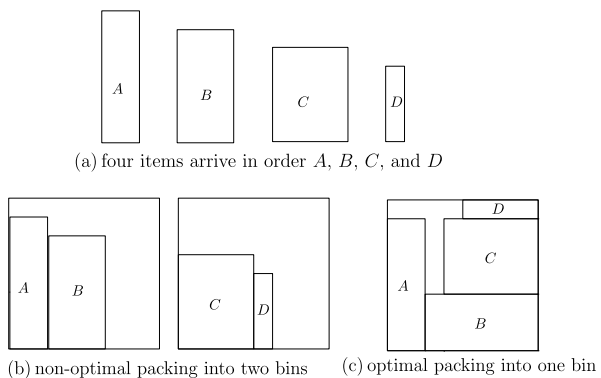 A
B
C
D
(a) four items arrive in order A, B, C, and D
A
B
C
D
D
C
A
B
(b) non-optimal packing into two bins
(c) optimal packing into one bin